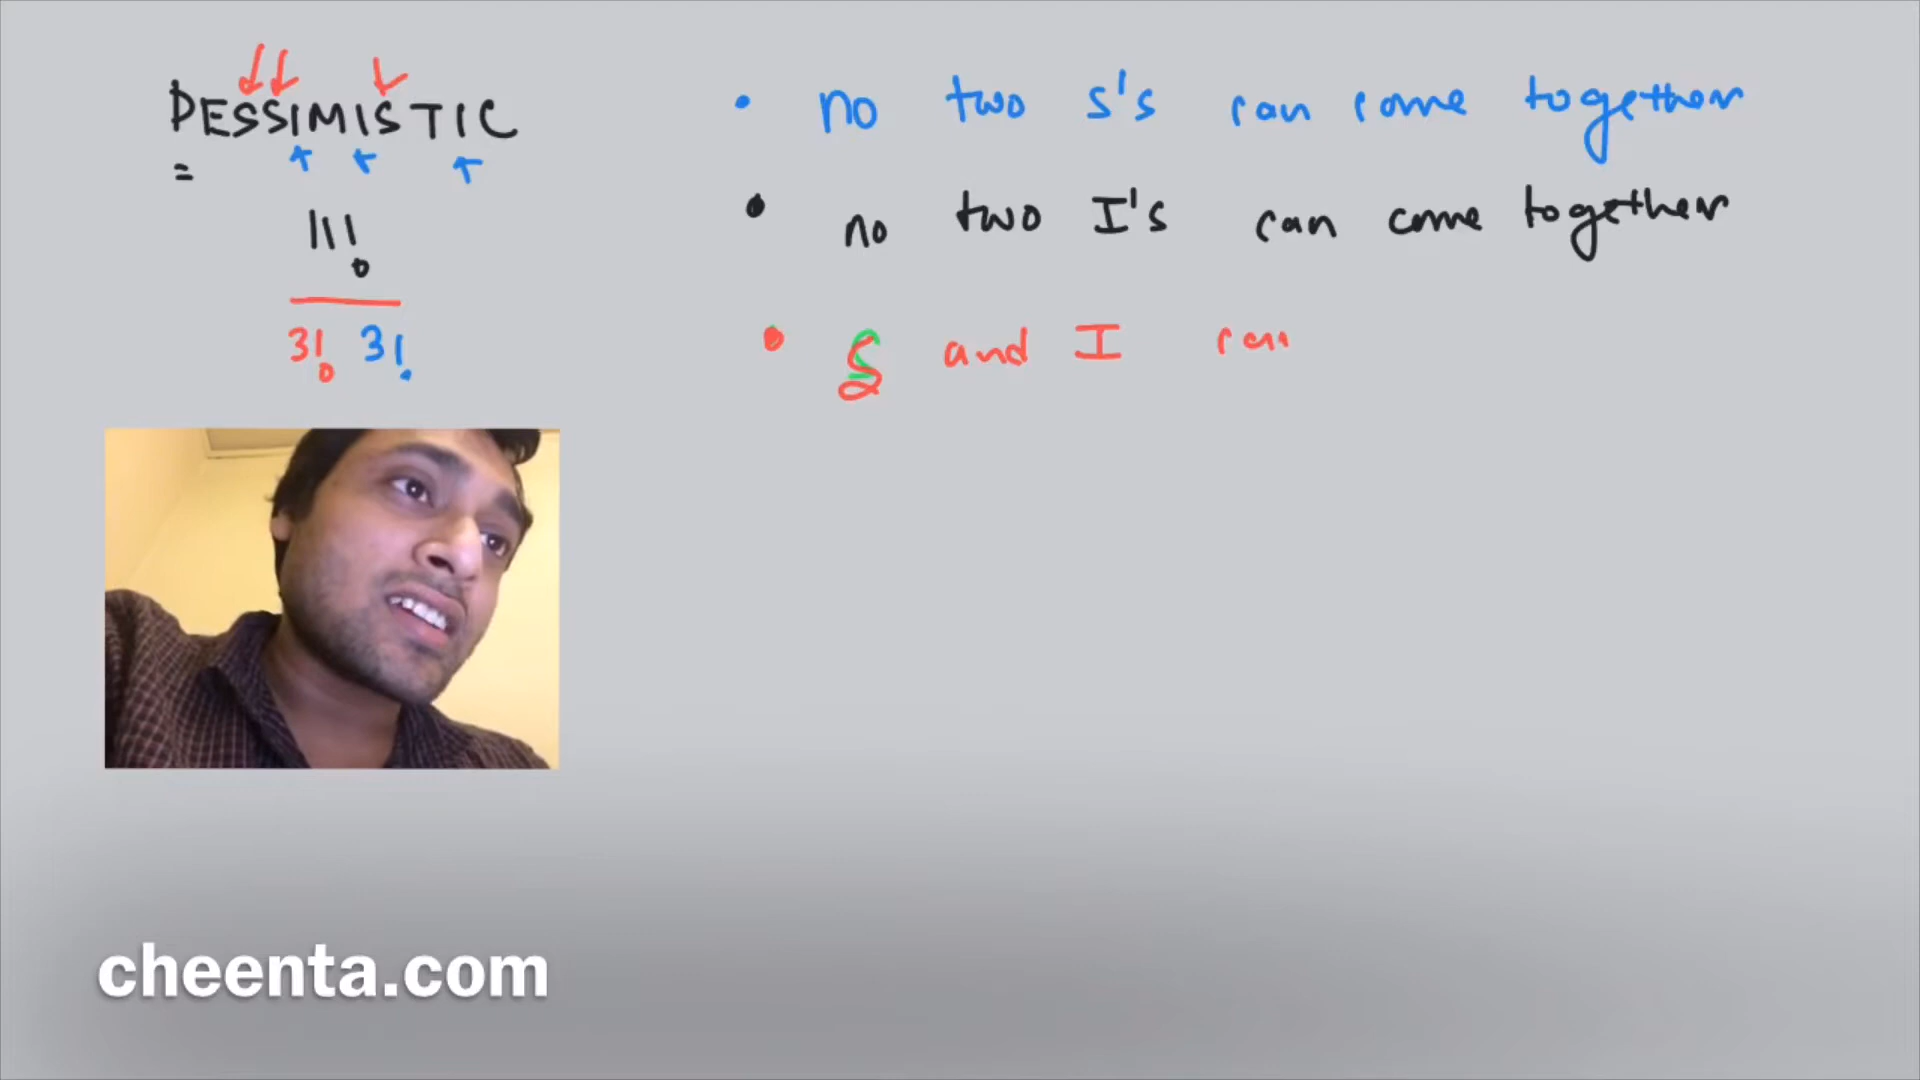 PESSIMISTIC
=
11!
3! 3!
• no two s's can come together
• no two I's can come together
• S and I can
cheenta.com